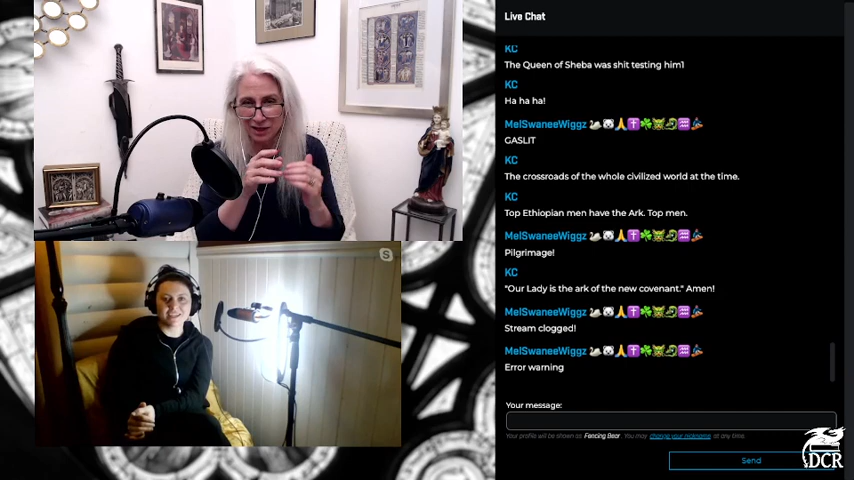 Live Chat
KC
The Queen of Sheba was shit testing him1
KC
Ha ha ha!
MelSwaneeWiggz
GASLIT
KC
The crossroads of the whole civilized world at the time.
KC
Top Ethiopian men have the Ark. Top men.
MelSwaneeWiggz
Pilgrimage!
KC
"Our Lady is the ark of the new covenant." Amen!
MelSwaneeWiggz
Stream clogged!
MelSwaneeWiggz
Error warning
Your message:
Your profile will be shown as Fencing Bear. You may change your nickname at any time.
Send
DCR